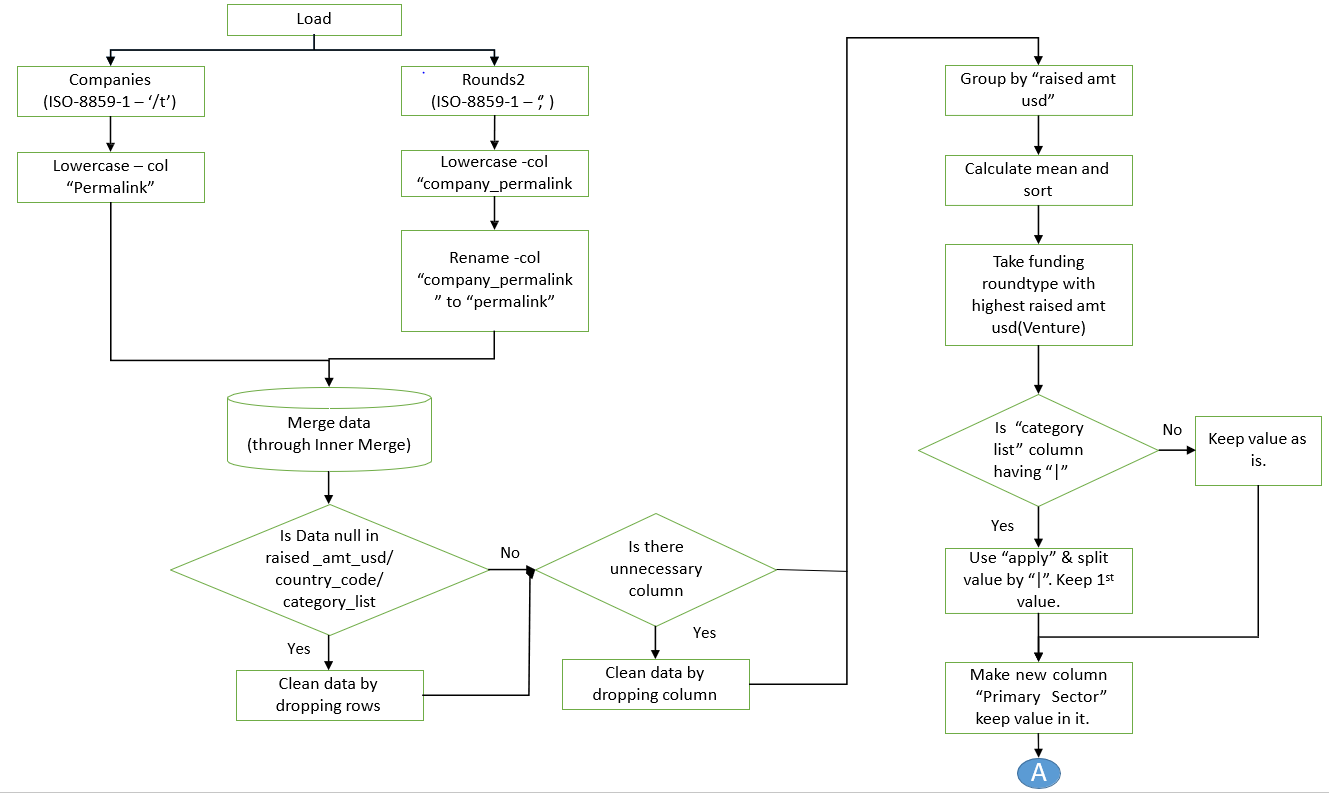 Load
Companies
(ISO-8859-1 – ‘/t’)
Lowercase – col
“Permalink”
Rounds2
(ISO-8859-1 – ‘,’ )
Lowercase -col
“company_permalink
Rename -col
“company_permalink
” to “permalink”
Merge data
(through Inner Merge)
Is Data null in
raised _amt_usd/
country_code/
category_list
No
Yes
Clean data by
dropping rows
Is there
unnecessary
column
Yes
Clean data by
dropping column
Group by “raised amt
usd”
Calculate mean and
sort
Take funding
roundtype with
highest raised amt
usd(Venture)
Is “category
list” column
having “|”
No
Keep value as
is.
Yes
Use “apply” & split
value by “|”. Keep 1st
value.
Make new column
“Primary Sector”
keep value in it.
A